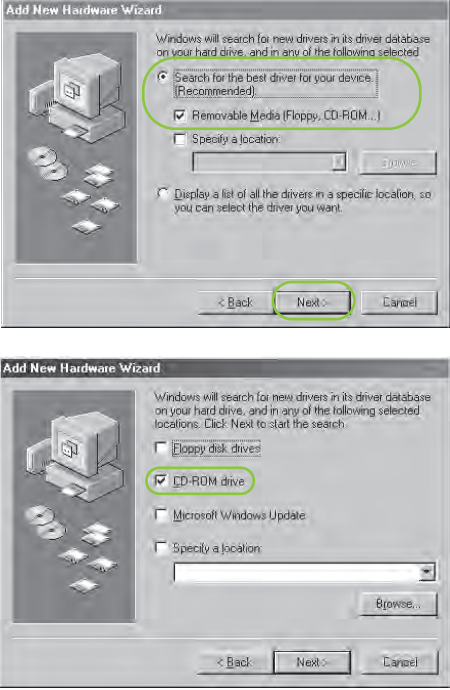 Add New Hardware Wizard
Windows will search for new drivers in its driver database
on your hard drive, and in any of the following selected
Search for the best driver for your device.
(Recommended).
Removable Media (Floppy, CD-ROM...)
Specify a location:
Browse...
Display a list of all the drivers in a specific location, so
you can select the driver you want.
< Back
Next >
Cancel
Add New Hardware Wizard
Windows will search for new drivers in its driver database
on your hard drive, and in any of the following selected
locations. Click Next to start the search.
Floppy disk drives
CD-ROM drive
Microsoft Windows Update
Specify a location:
Browse...
< Back
Next >
Cancel